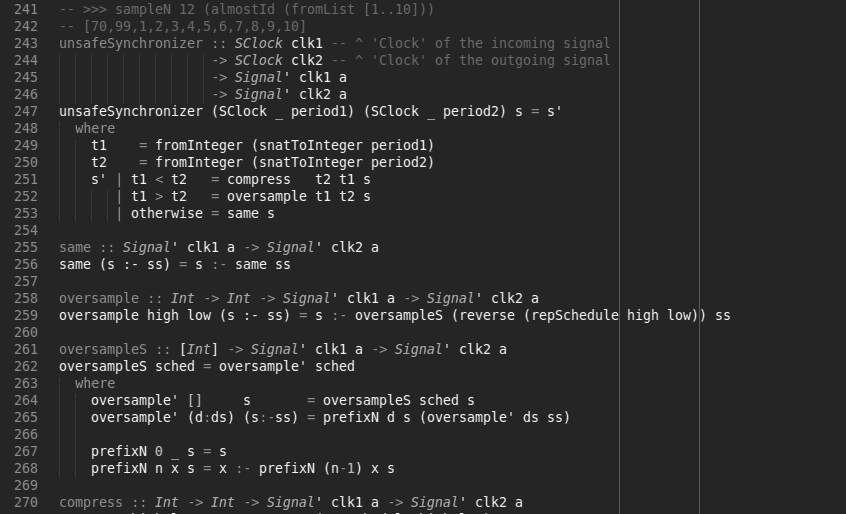 241 -- >>> sampleN 12 (almostId (fromList [1..10]))
242 -- [70,99,1,2,3,4,5,6,7,8,9,10]
243 unsafeSynchronizer :: SClock clk1 -- ^ 'Clock' of the incoming signal
244                    -> SClock clk2 -- ^ 'Clock' of the outgoing signal
245                    -> Signal' clk1 a
246                    -> Signal' clk2 a
247 unsafeSynchronizer (SClock _ period1) (SClock _ period2) s = s'
248   where
249     t1    = fromInteger (snatToInteger period1)
250     t2    = fromInteger (snatToInteger period2)
251     s' | t1 < t2   = compress   t2 t1 s
252        | t1 > t2   = oversample t1 t2 s
253        | otherwise = same s
254
255 same :: Signal' clk1 a -> Signal' clk2 a
256 same (s :- ss) = s :- same ss
257
258 oversample :: Int -> Int -> Signal' clk1 a -> Signal' clk2 a
259 oversample high low (s :- ss) = s :- oversampleS (reverse (repSchedule high low)) ss
260
261 oversampleS :: [Int] -> Signal' clk1 a -> Signal' clk2 a
262 oversampleS sched = oversample' sched
263   where
264     oversample' []     s       = oversampleS sched s
265     oversample' (d:ds) (s:-ss) = prefixN d s (oversample' ds ss)
266
267     prefixN 0 _ s = s
268     prefixN n x s = x :- prefixN (n-1) x s
269
270 compress :: Int -> Int -> Signal' clk1 a -> Signal' clk2 a